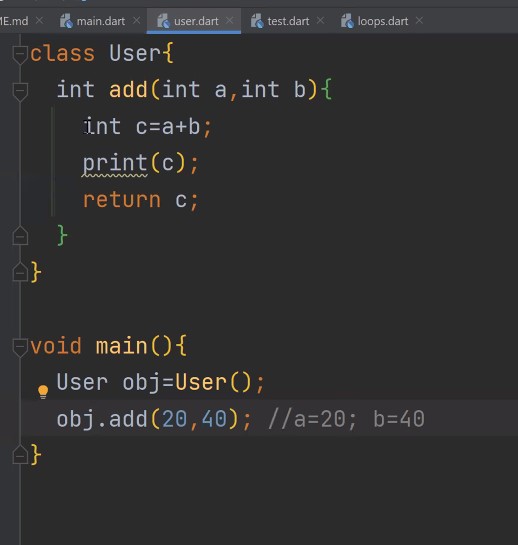 ME.md × main.dart × user.dart × test.dart × loops.dart ×
class User{
  int add(int a,int b){
    int c=a+b;
    print(c);
    return c;
  }
}
void main(){
  User obj=User();
  obj.add(20,40); //a=20; b=40
}